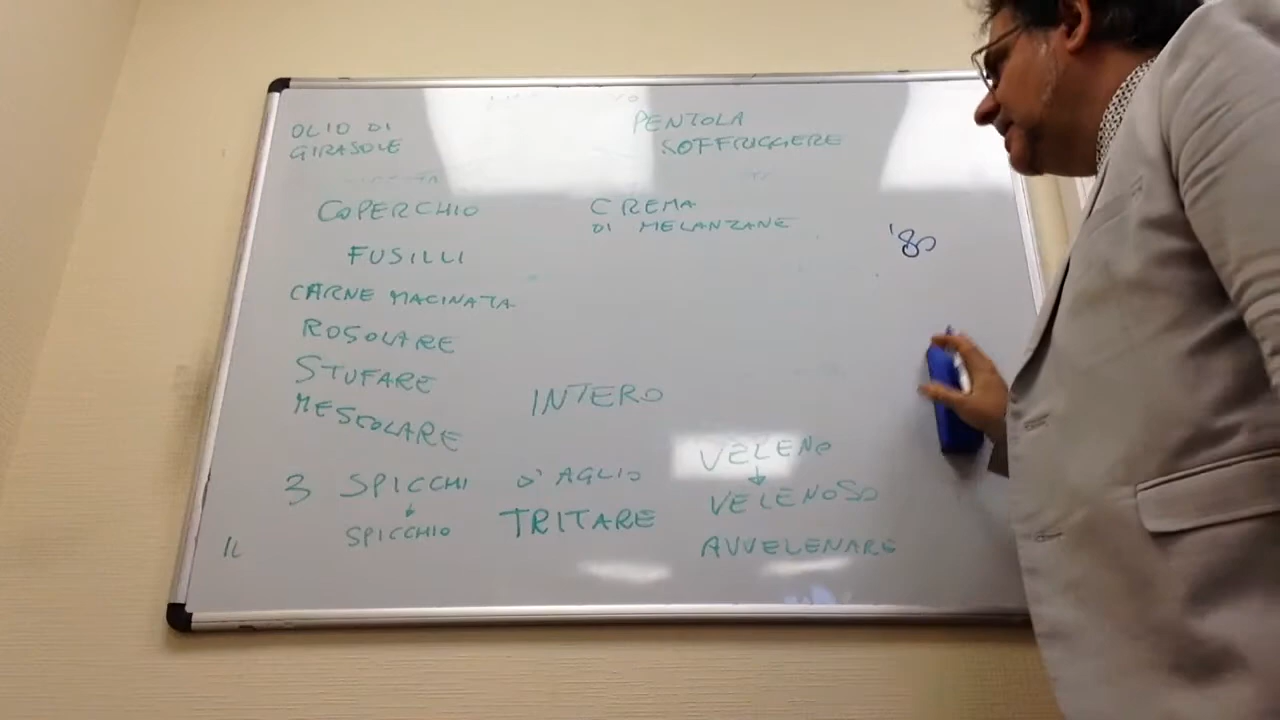 OLIO DI
GIRASOLE
PENTOLA
SOFFRIGGERE
COPERCHIO
CREMA
DI MELANZANE
'80
FUSILLI
CARNE MACINATA
ROSOLARE
STUFARE
INTERO
MESCOLARE
VELENO
3 SPICCHI D'AGLIO
VELENOSO
SPICCHIO
TRITARE
IL
AVVELENARE